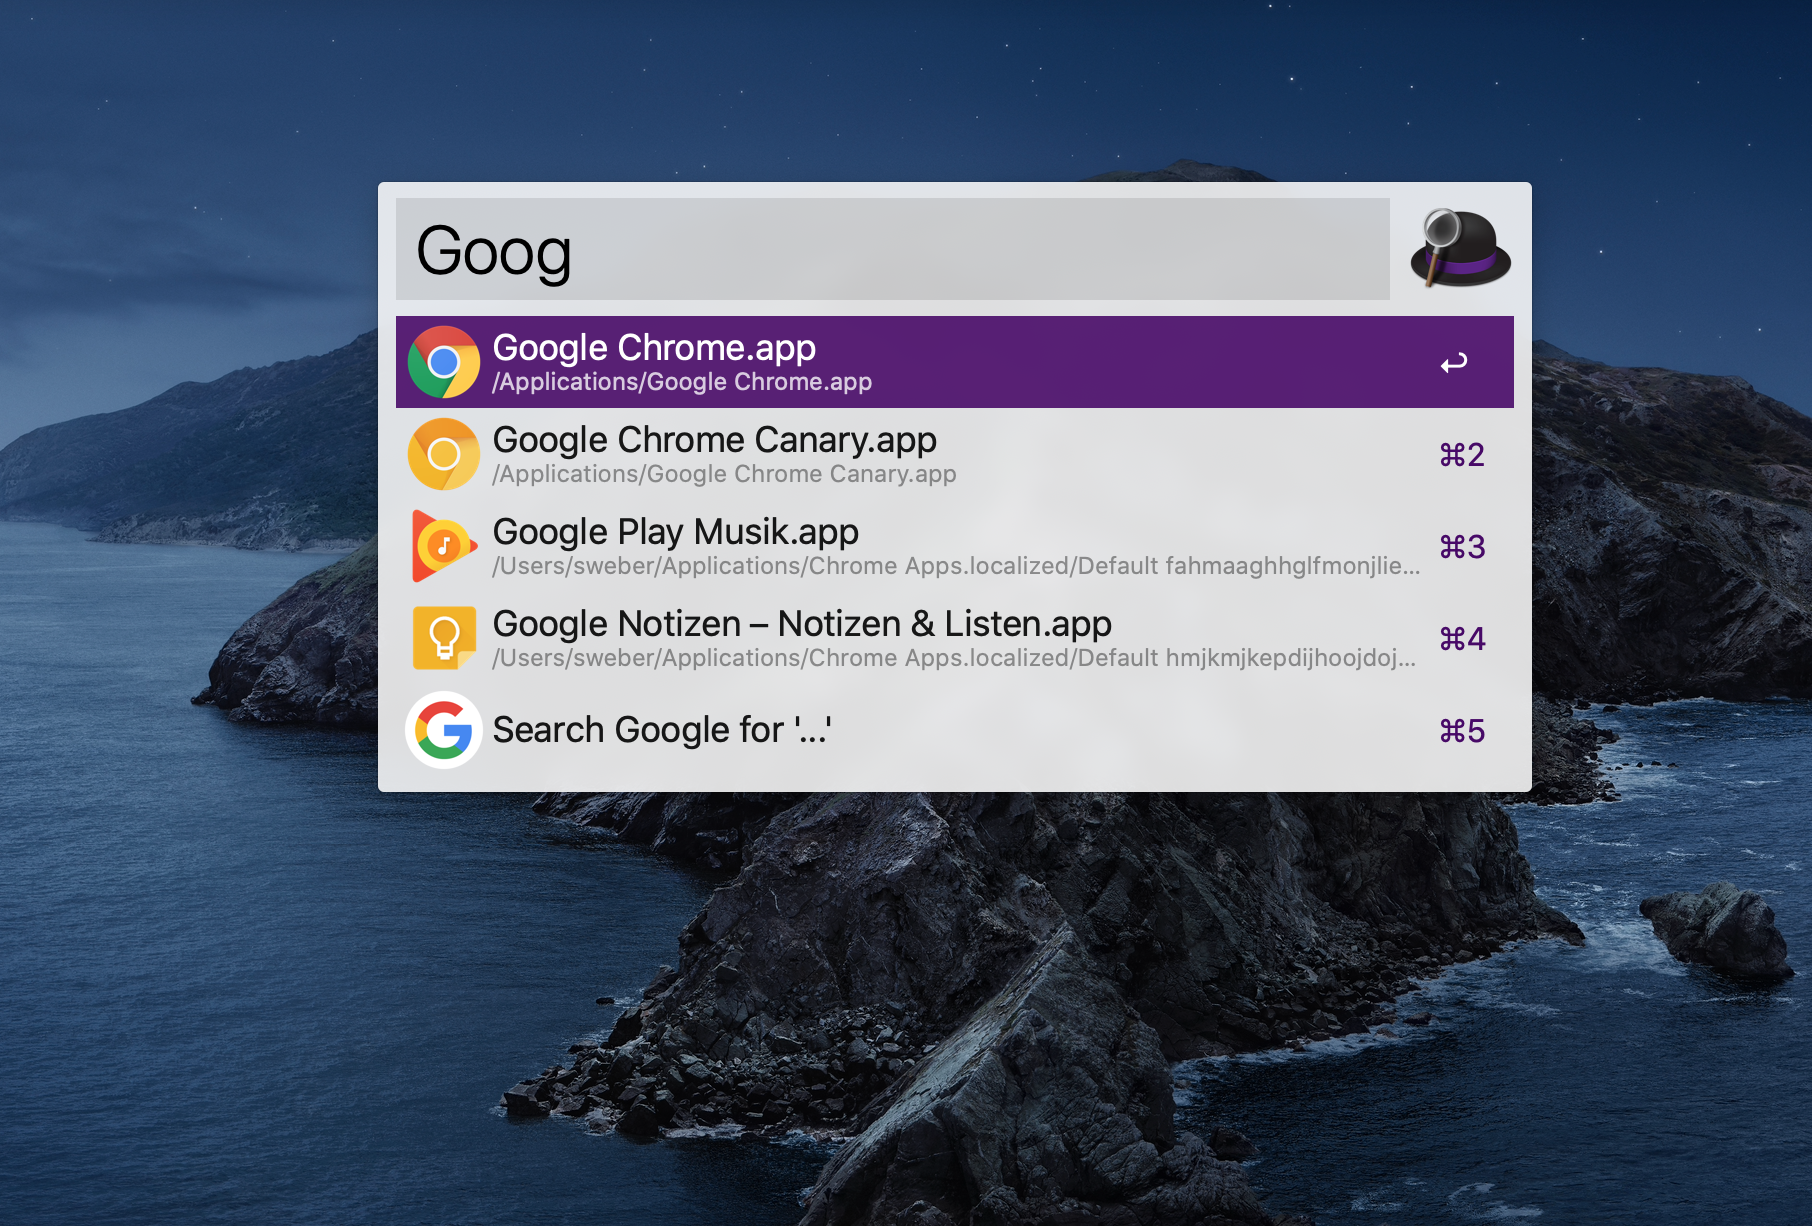 Goog
Google Chrome.app
/Applications/Google Chrome.app
Google Chrome Canary.app
/Applications/Google Chrome Canary.app
⌘2
Google Play Musik.app
/Users/sweber/Applications/Chrome Apps.localized/Default fahmaaghhglfmonjlie...
⌘3
Google Notizen – Notizen & Listen.app
/Users/sweber/Applications/Chrome Apps.localized/Default hmjkmjkepdijhoojdoj...
⌘4
Search Google for '...'
⌘5